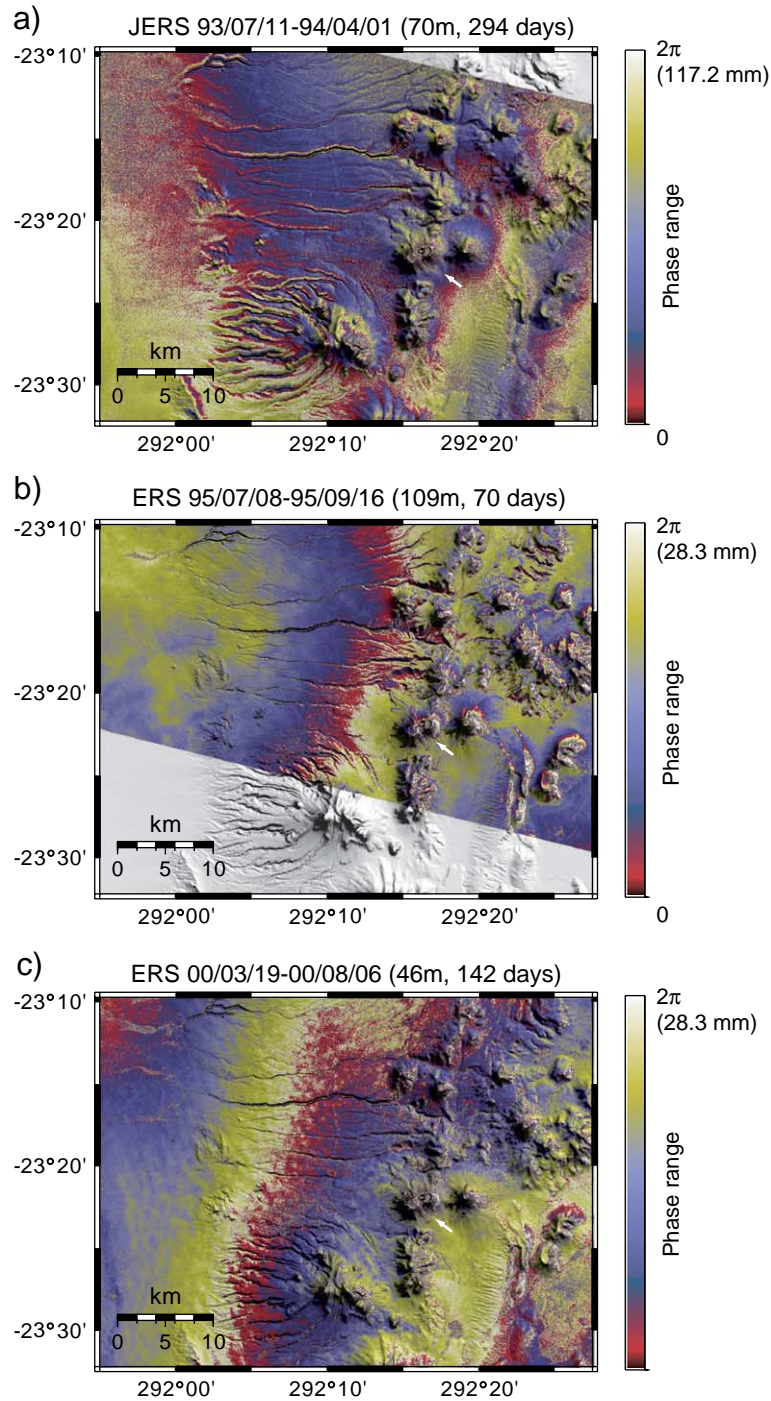 a)
JERS 93/07/11-94/04/01 (70m, 294 days)
-23°10'
-23°20'
-23°30'
km
0 5 10
292°00' 292°10' 292°20'
2π
(117.2 mm)
Phase range
0
b)
ERS 95/07/08-95/09/16 (109m, 70 days)
-23°10'
-23°20'
-23°30'
km
0 5 10
292°00' 292°10' 292°20'
2π
(28.3 mm)
Phase range
0
c)
ERS 00/03/19-00/08/06 (46m, 142 days)
-23°10'
-23°20'
-23°30'
km
0 5 10
292°00' 292°10' 292°20'
2π
(28.3 mm)
Phase range